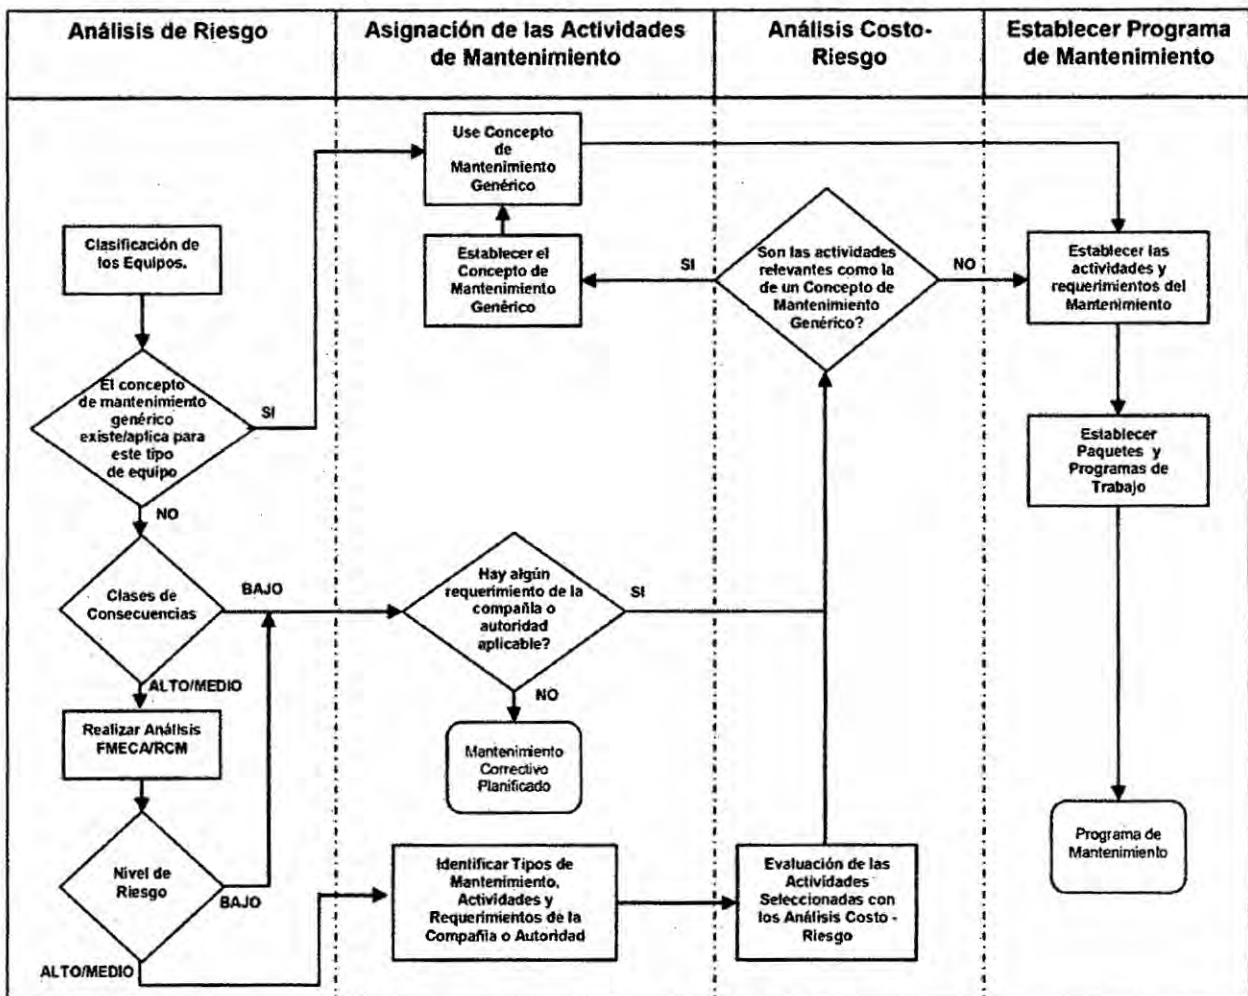 Análisis de Riesgo
Asignación de las Actividades
de Mantenimiento
Análisis Costo-
Riesgo
Establecer Programa
de Mantenimiento
Use Concepto
de
Mantenimiento
Genérico
Clasificación de
los Equipos.
Establecer el
Concepto de
Mantenimiento
Genérico
SI
Son las actividades
relevantes como la
de un Concepto de
Mantenimiento
Genérico?
NO
Establecer las
actividades y
requerimientos del
Mantenimiento
El concepto
de mantenimiento
genérico
existe/aplica para
este tipo
de equipo
SI
NO
Establecer
Paquetes y
Programas de
Trabajo
Clases de
Consecuencias
BAJO
Hay algún
requerimiento de la
compañía o
autoridad
aplicable?
SI
NO
ALTO/MEDIO
Realizar Análisis
FMECA/RCM
Mantenimiento
Correctivo
Planificado
Programa de
Mantenimiento
Nivel de
Riesgo
BAJO
ALTO/MEDIO
Identificar Tipos de
Mantenimiento,
Actividades y
Requerimientos de la
Compañia o Autoridad
Evaluación de las
Actividades
Seleccionadas con
los Análisis Costo -
Riesgo